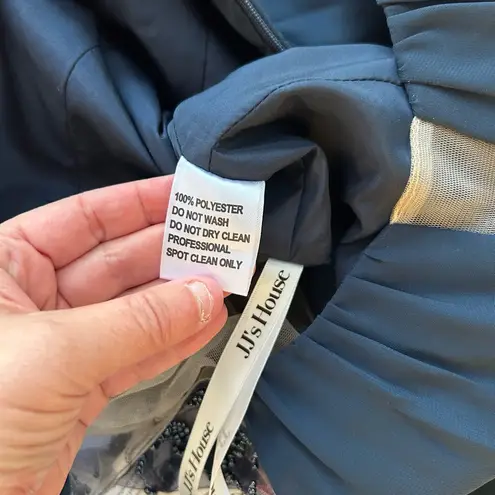 100% POLYESTER
DO NOT WASH
DO NOT DRY CLEAN
PROFESSIONAL
SPOT CLEAN ONLY
JJ's House
JJ's House